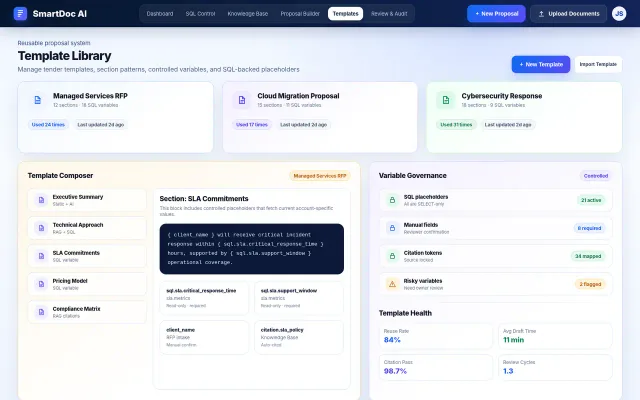 SmartDoc AI
Dashboard
SQL Control
Knowledge Base
Proposal Builder
Templates
Review & Audit
+ New Proposal
Upload Documents
JS
Reusable proposal system
Template Library
Manage tender templates, section patterns, controlled variables, and SQL-backed placeholders
+ New Template
Import Template
Managed Services RFP
12 sections · 18 SQL variables
Used 24 times
Last updated 2d ago
Cloud Migration Proposal
15 sections · 11 SQL variables
Used 17 times
Last updated 2d ago
Cybersecurity Response
18 sections · 9 SQL variables
Used 31 times
Last updated 2d ago
Template Composer
Managed Services RFP
Executive Summary
Static + AI
Technical Approach
RAG + SQL
SLA Commitments
SQL variable
Pricing Model
SQL variable
Compliance Matrix
RAG citations
Section: SLA Commitments
This block includes controlled placeholders that fetch current account-specific
values.
{ client_name } will receive critical incident
response within { sql.sla.critical_response_time }
hours, supported by { sql.sla.support_window }
operational coverage.
sql.sla.critical_response_time
sla.metrics
Read-only · required
sql.sla.support_window
sla.metrics
Read-only · required
client_name
RFP intake
Manual confirm
citation.sla_policy
Knowledge Base
Auto-cited
Variable Governance
Controlled
SQL placeholders
All are SELECT-only
21 active
Manual fields
Reviewer confirmation
Citation tokens
Source-locked
34 mapped
Risky variables
Need owner review
2 flagged
Template Health
Reuse Rate
84%
Avg Draft Time
11 min
Citation Pass
98.7%
Review Cycles
1.3